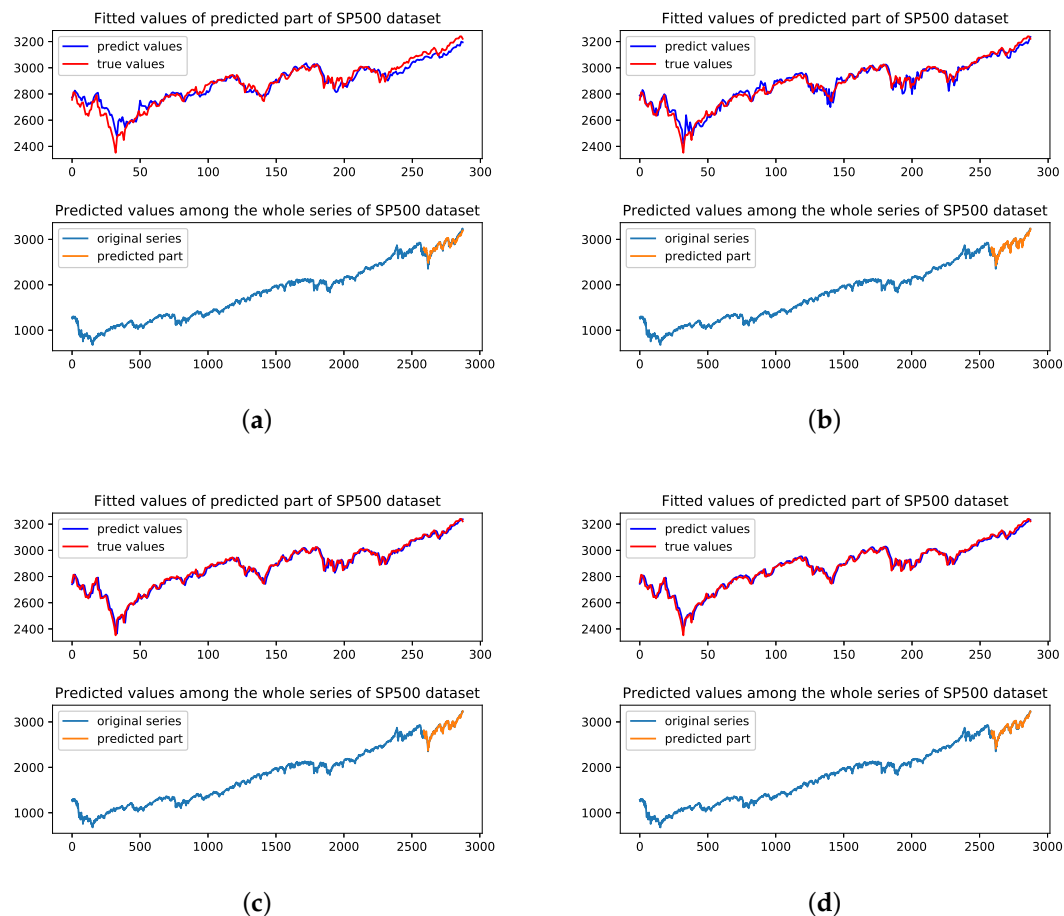 Fitted values of predicted part of SP500 dataset
3200
3000
2800
2600
2400
predict values
true values
0 50 100 150 200 250 300
Predicted values among the whole series of SP500 dataset
3000
2000
1000
original series
predicted part
0 500 1000 1500 2000 2500 3000
(a)
Fitted values of predicted part of SP500 dataset
3200
3000
2800
2600
2400
predict values
true values
0 50 100 150 200 250 300
Predicted values among the whole series of SP500 dataset
3000
2000
1000
original series
predicted part
0 500 1000 1500 2000 2500 3000
(b)
Fitted values of predicted part of SP500 dataset
3200
3000
2800
2600
2400
predict values
true values
0 50 100 150 200 250 300
Predicted values among the whole series of SP500 dataset
3000
2000
1000
original series
predicted part
0 500 1000 1500 2000 2500 3000
(c)
Fitted values of predicted part of SP500 dataset
3200
3000
2800
2600
2400
predict values
true values
0 50 100 150 200 250 300
Predicted values among the whole series of SP500 dataset
3000
2000
1000
original series
predicted part
0 500 1000 1500 2000 2500 3000
(d)